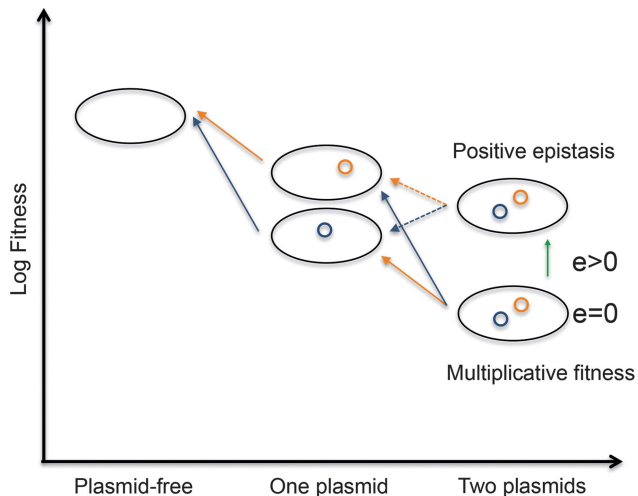 Log Fitness
Positive epistasis
e>0
e=0
Multiplicative fitness
Plasmid-free
One plasmid
Two plasmids